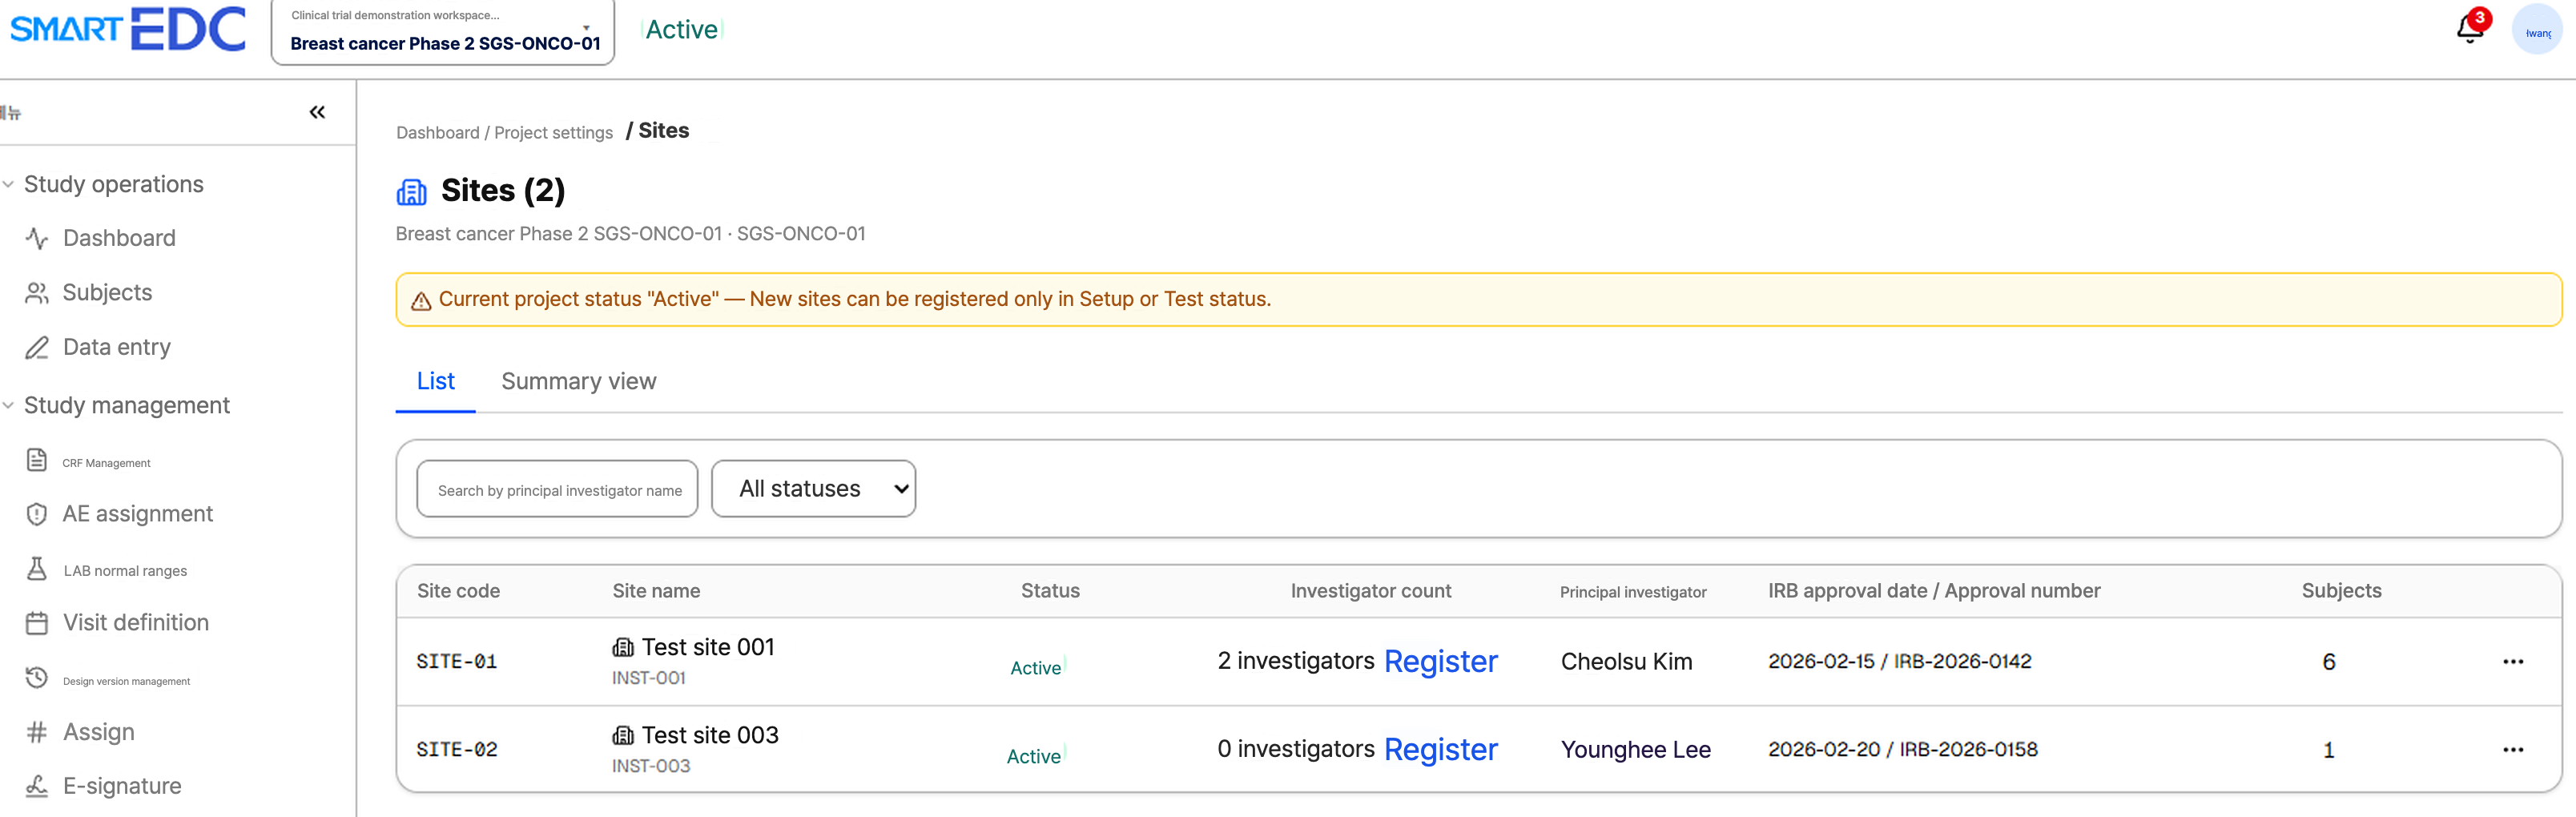 SMART EDC
Clinical trial demonstration workspace...
Breast cancer Phase 2 SGS-ONCO-01
Active
3
Dashboard / Project settings / Sites
Sites (2)
Breast cancer Phase 2 SGS-ONCO-01 · SGS-ONCO-01
Current project status "Active" — New sites can be registered only in Setup or Test status.
Study operations
Dashboard
Subjects
Data entry
Study management
CRF Management
AE assignment
LAB normal ranges
Visit definition
Design version management
Assign
E-signature
List Summary view
Search by principal investigator name All statuses
Site code Site name Status Investigator count Principal investigator IRB approval date / Approval number Subjects
SITE-01 Test site 001 Active 2 investigators Register Cheolsu Kim 2026-02-15 / IRB-2026-0142 6
INST-001
SITE-02 Test site 003 Active 0 investigators Register Younghee Lee 2026-02-20 / IRB-2026-0158 1
INST-003